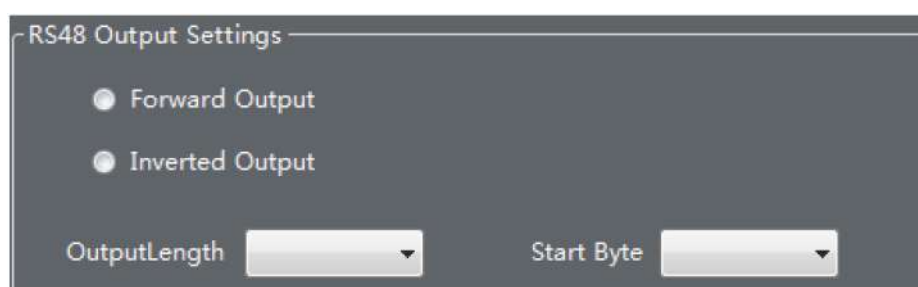 RS48 Output Settings
Forward Output
Inverted Output
OutputLength Start Byte